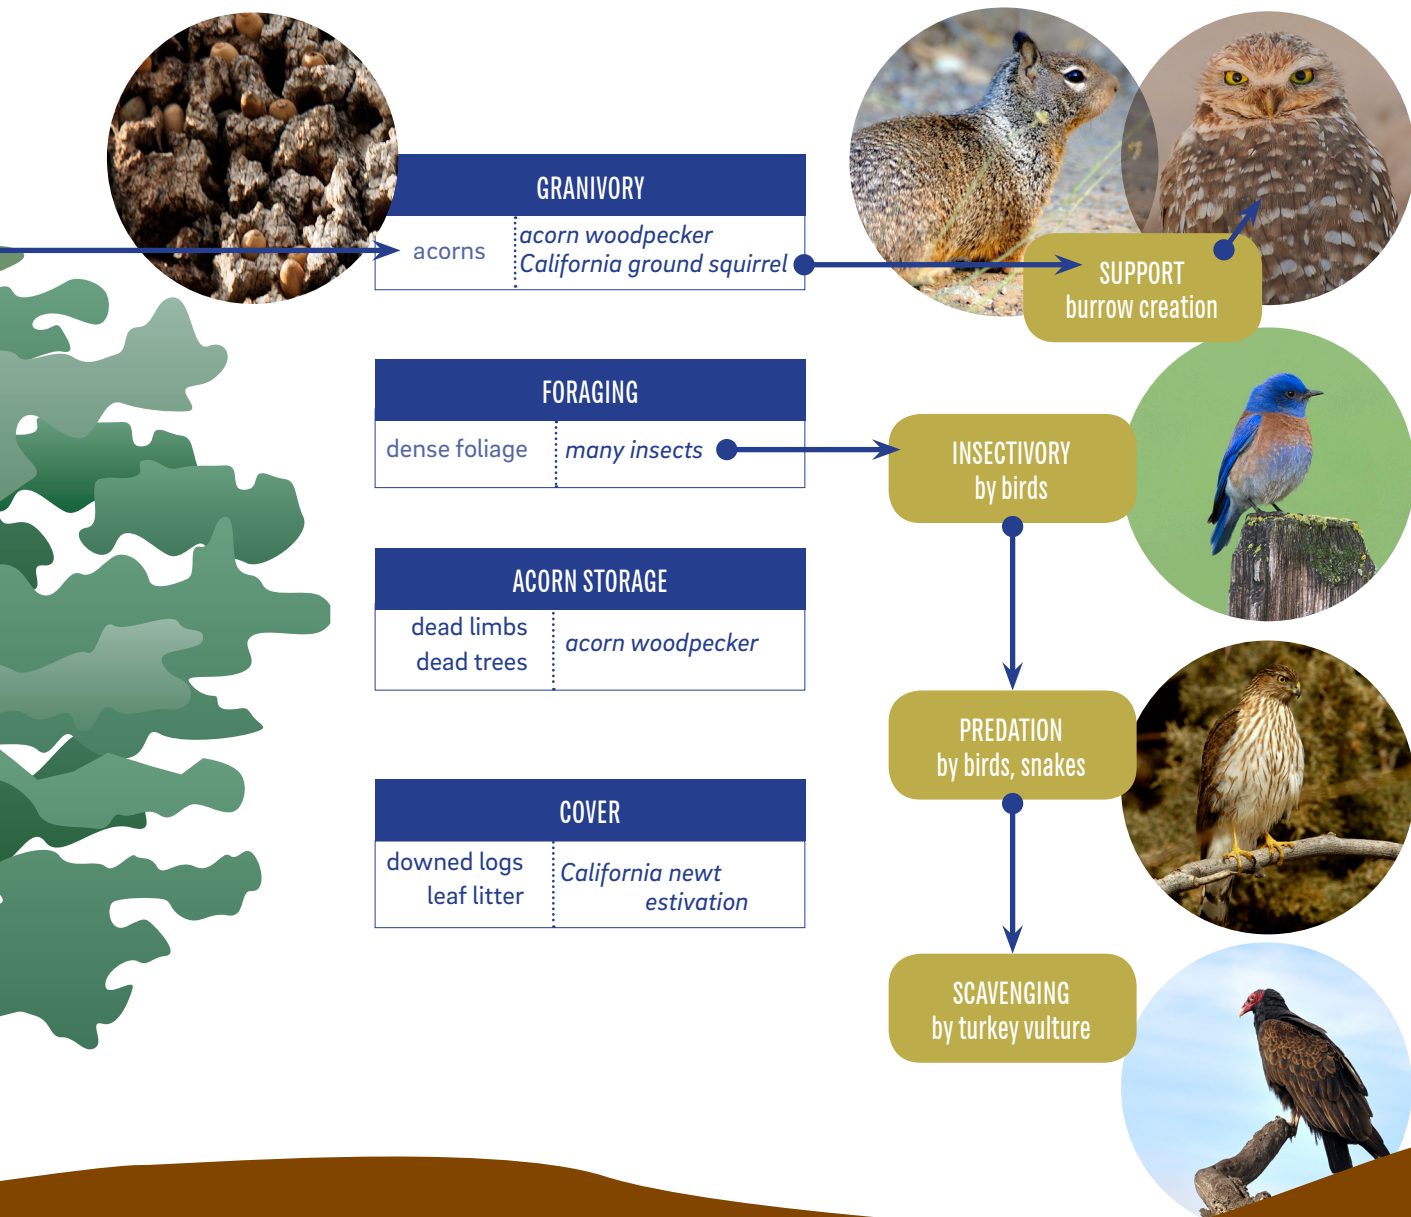 GRANIVORY
acorns
acorn woodpecker
California ground squirrel
SUPPORT
burrow creation
FORAGING
dense foliage
many insects
INSECTIVORY
by birds
ACORN STORAGE
dead limbs
dead trees
acorn woodpecker
PREDATION
by birds, snakes
COVER
downed logs
leaf litter
California newt
estivation
SCAVENGING
by turkey vulture